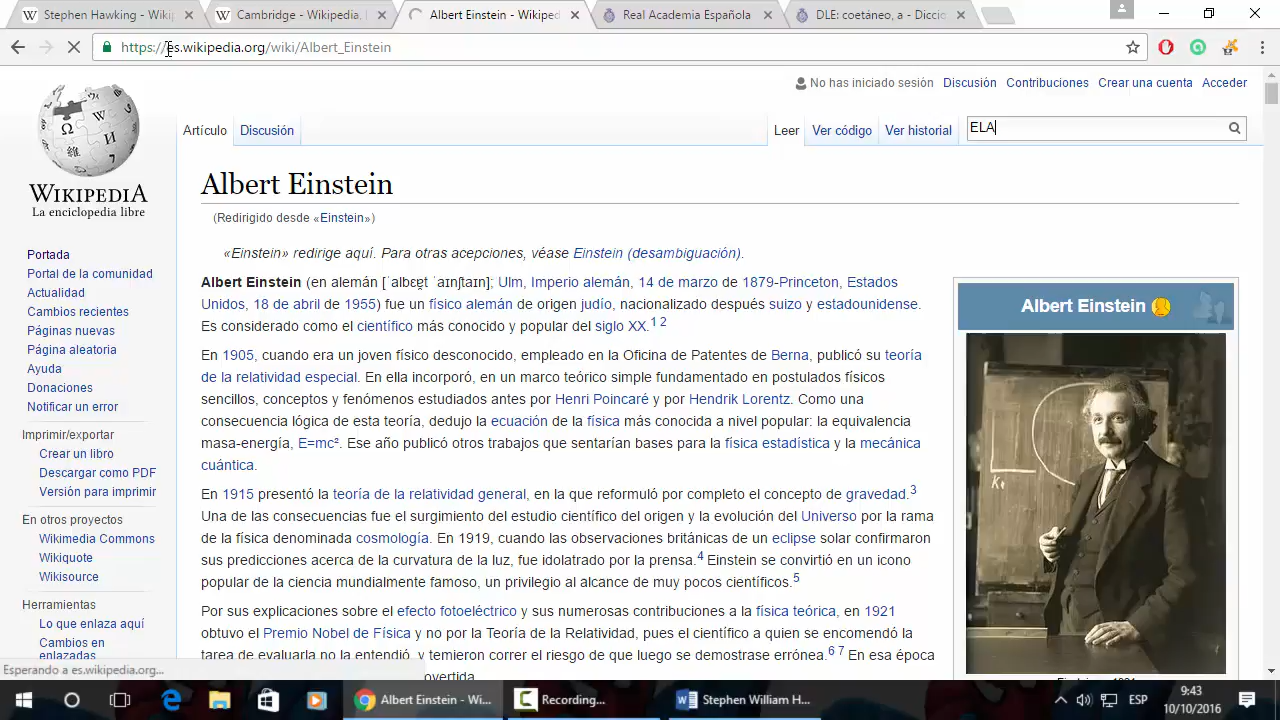 Stephen Hawking - Wikip
Cambridge - Wikipedia, l
Albert Einstein - Wikiped
Real Academia Española
DLE: coetáneo, a - Diccio
https://es.wikipedia.org/wiki/Albert_Einstein
No has iniciado sesión Discusión Contribuciones Crear una cuenta Acceder
Artículo Discusión Leer Ver código Ver historial ELA
WIKIPEDIA
La enciclopedia libre
Portada
Portal de la comunidad
Actualidad
Cambios recientes
Páginas nuevas
Página aleatoria
Ayuda
Donaciones
Notificar un error
Imprimir/exportar
Crear un libro
Descargar como PDF
Versión para imprimir
En otros proyectos
Wikimedia Commons
Wikiquote
Wikisource
Herramientas
Lo que enlaza aquí
Cambios en
enlazadas
Albert Einstein
(Redirigido desde «Einstein»)
«Einstein» redirige aquí. Para otras acepciones, véase Einstein (desambiguación).
Albert Einstein (en alemán [ˈalbɐt ˈaɪnʃtaɪn]; Ulm, Imperio alemán, 14 de marzo de 1879-Princeton, Estados
Unidos, 18 de abril de 1955) fue un físico alemán de origen judío, nacionalizado después suizo y estadounidense.
Es considerado como el científico más conocido y popular del siglo XX.1 2
En 1905, cuando era un joven físico desconocido, empleado en la Oficina de Patentes de Berna, publicó su teoría
de la relatividad especial. En ella incorporó, en un marco teórico simple fundamentado en postulados físicos
sencillos, conceptos y fenómenos estudiados antes por Henri Poincaré y por Hendrik Lorentz. Como una
consecuencia lógica de esta teoría, dedujo la ecuación de la física más conocida a nivel popular: la equivalencia
masa-energía, E=mc². Ese año publicó otros trabajos que sentarían bases para la física estadística y la mecánica
cuántica.
En 1915 presentó la teoría de la relatividad general, en la que reformuló por completo el concepto de gravedad.3
Una de las consecuencias fue el surgimiento del estudio científico del origen y la evolución del Universo por la rama
de la física denominada cosmología. En 1919, cuando las observaciones británicas de un eclipse solar confirmaron
sus predicciones acerca de la curvatura de la luz, fue idolatrado por la prensa.4 Einstein se convirtió en un icono
popular de la ciencia mundialmente famoso, un privilegio al alcance de muy pocos científicos.5
Por sus explicaciones sobre el efecto fotoeléctrico y sus numerosas contribuciones a la física teórica, en 1921
obtuvo el Premio Nobel de Física y no por la Teoría de la Relatividad, pues el científico a quien se encomendó la
tarea de evaluarla no la entendió, y temieron correr el riesgo de que luego se demostrase errónea.6 7 En esa época
Albert Einstein
Esperando a es.wikipedia.org...
Albert Einstein - Wi...
Recording...
Stephen William H...
ESP
9:43
10/10/2016